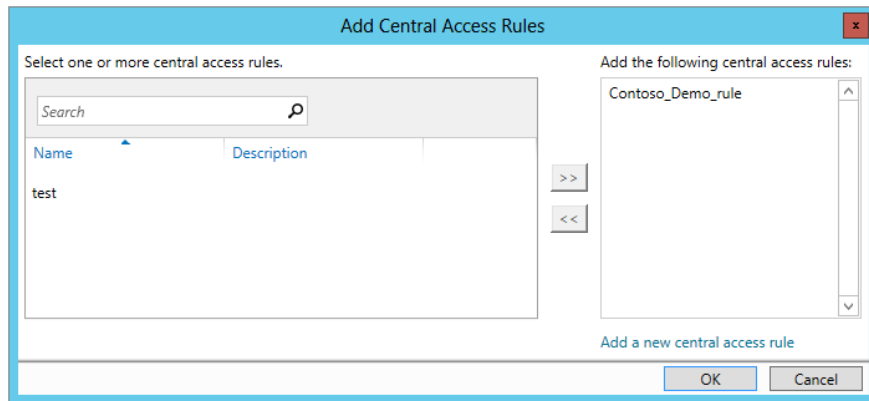 Add Central Access Rules
x
Select one or more central access rules.
Add the following central access rules:
Search
Contoso_Demo_rule
Name Description
test
>>
<<
Add a new central access rule
OK Cancel